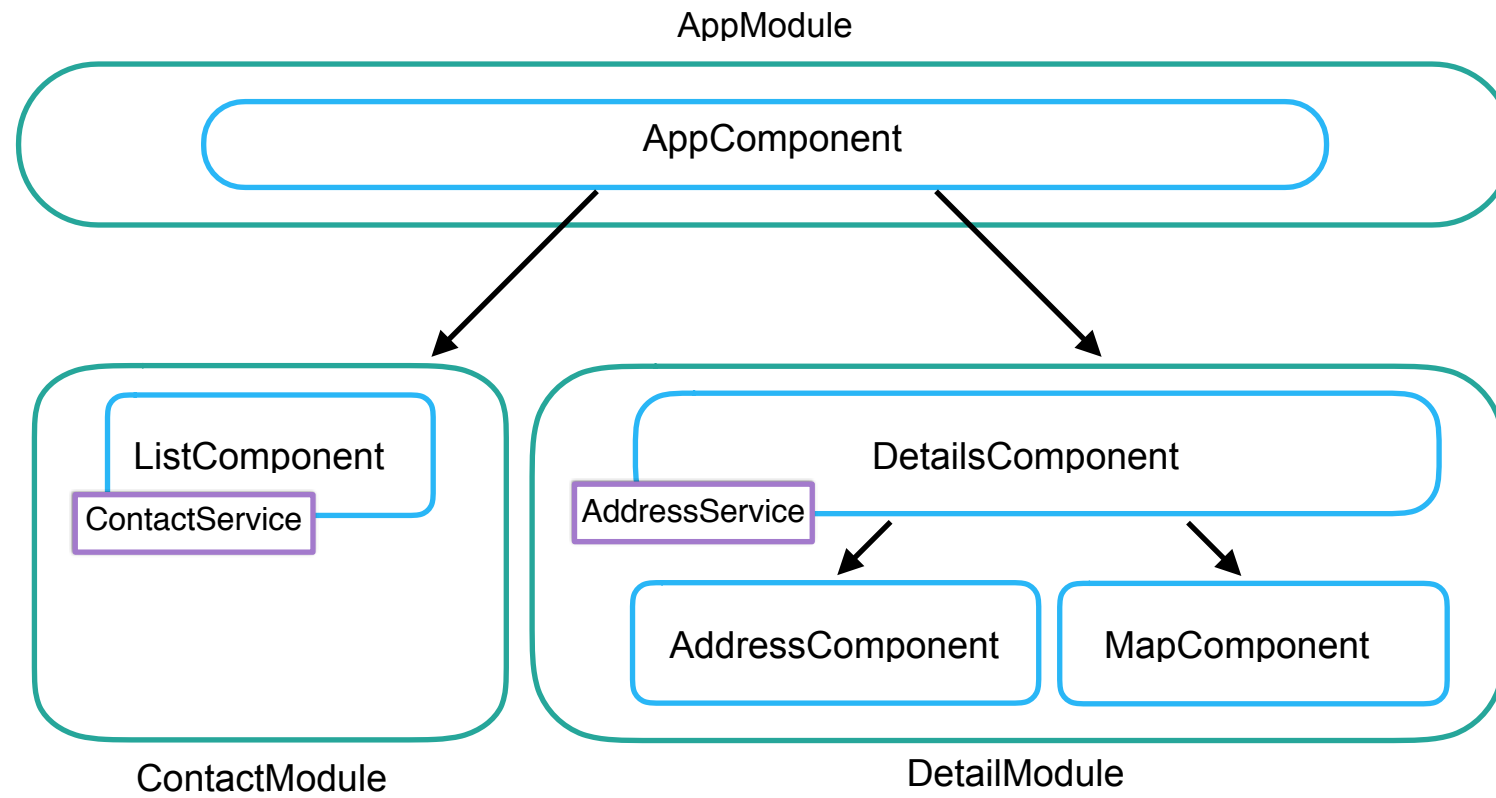 AppModule
AppComponent
ListComponent
ContactService
DetailsComponent
AddressService
AddressComponent
MapComponent
ContactModule
DetailModule